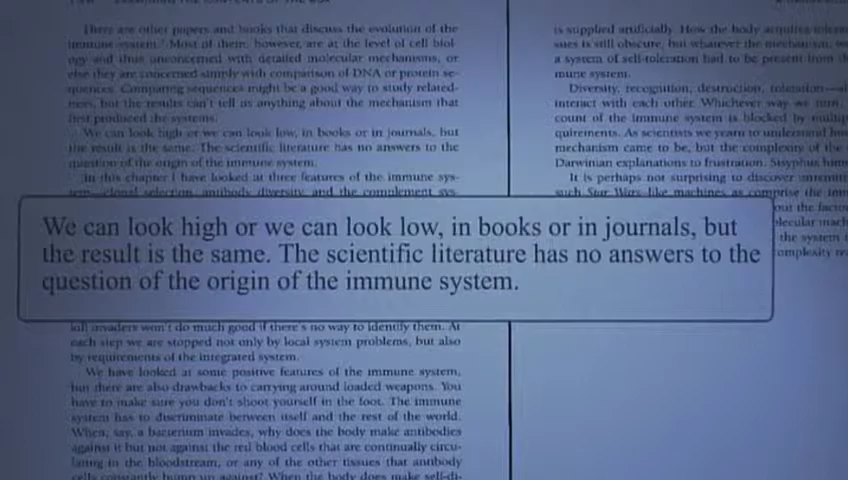 There are other papers and books that discuss the evolution of the
immune system. Most of them, however, are at the level of cell biol-
ogy and thus unconcerned with detailed molecular mechanisms, or
else they are concerned simply with comparison of DNA or protein se-
quences. Comparing sequences might be a good way to study related-
ness, but the results can't tell us anything about the mechanism that
first produced the systems.
We can look high or we can look low, in books or in journals, but
the result is the same. The scientific literature has no answers to the
question of the origin of the immune system.
In this chapter I have looked at three features of the immune sys-
tem—clonal selection, antibody diversity, and the complement sys-
We can look high or we can look low, in books or in journals, but
the result is the same. The scientific literature has no answers to the
question of the origin of the immune system.
kill invaders won't do much good if there's no way to identify them. At
each step we are stopped not only by local system problems, but also
by requirements of the integrated system.
We have looked at some positive features of the immune system,
but there are also drawbacks to carrying around loaded weapons. You
have to make sure you don't shoot yourself in the foot. The immune
system has to discriminate between itself and the rest of the world.
When, say, a bacterium invades, why does the body make antibodies
against it but not against the red blood cells that are continually circu-
lating in the bloodstream, or any of the other tissues that antibody
cells constantly bump up against? When the body does make self-di-
is supplied artificially. How the body acquires
sues is still obscure, but whatever the mechanism,
a system of self-toleration had to be present from
mune system.
Diversity, recognition, destruction, toleration—
interact with each other. Whichever way we turn,
count of the immune system is blocked by
quirements. As scientists we yearn to understand
mechanism came to be, but the complexity of the
Darwinian explanations to frustration. Sisyphus
It is perhaps not surprising to discover
such Star Wars–like machines as comprise the
out the
the system